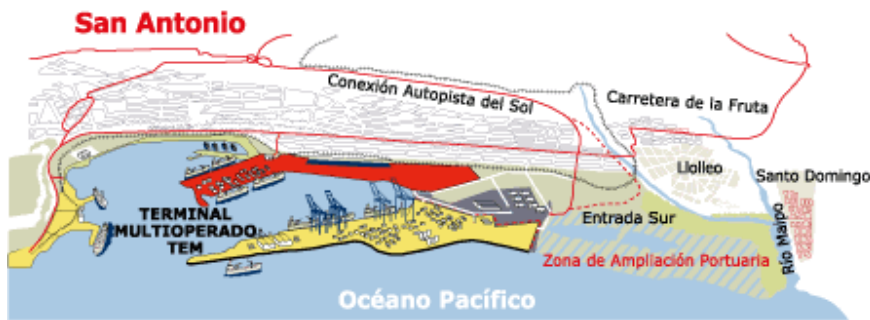 San Antonio
Conexión Autopista del Sol
Carretera de la Fruta
Llolleo
Santo Domingo
TERMINAL
MULTIOPERADO
TEM
Entrada Sur
Río Maipo
Zona de Ampliación Portuaria
Océano Pacífico